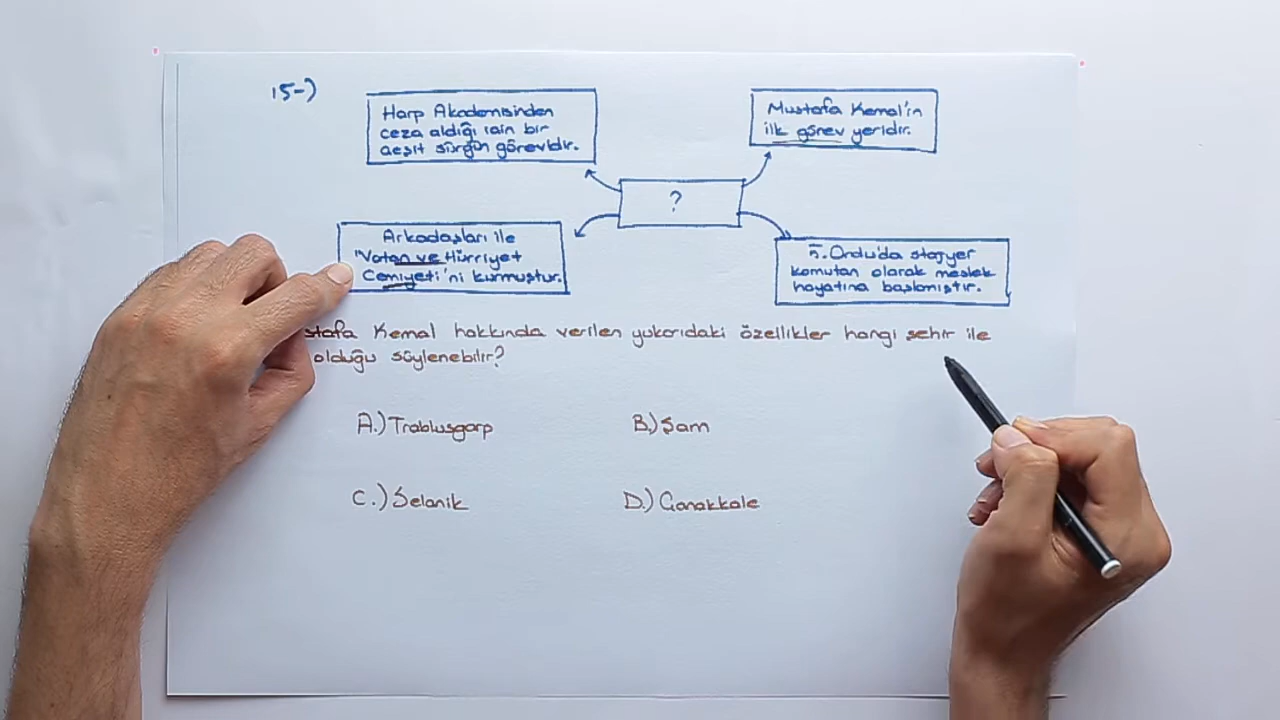 15-)
Harp Akademisinden
ceza aldığı için bir
çeşit sürgün görevidir.
Mustafa Kemal'in
ilk görev yeridir.
?
Arkadaşları ile
"Vatan ve Hürriyet
Cemiyeti'ni kurmuştur.
5. Ordu'da stajyer
komutan olarak meslek
hayatına başlamıştır.
stafa Kemal hakkında verilen yukarıdaki özellikler hangi şehir ile
olduğu söylenebilir?
A.) Trablusgarp
B.) Şam
C.) Selanik
D.) Çanakkale